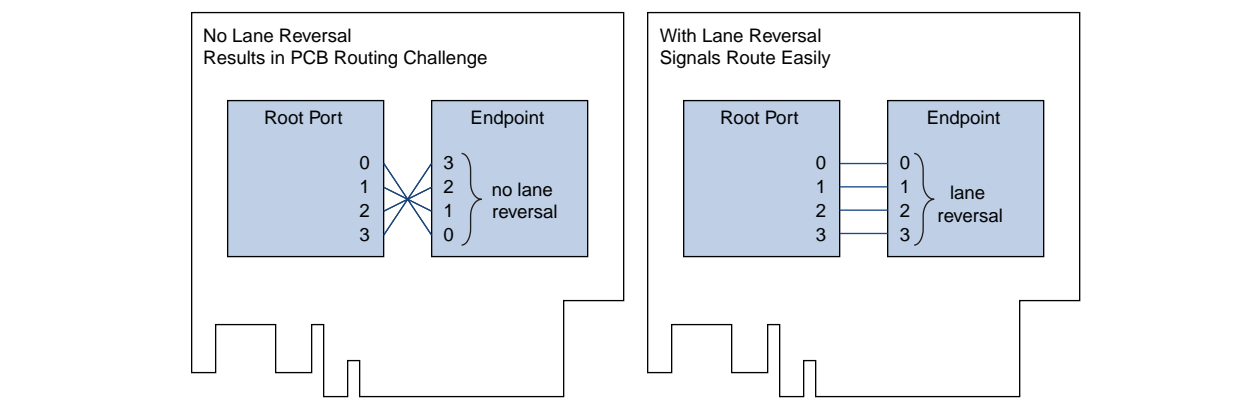 No Lane Reversal
Results in PCB Routing Challenge
Root Port
Endpoint
0
3
1
2
2
1
3
0
no lane
reversal
With Lane Reversal
Signals Route Easily
Root Port
Endpoint
0
0
1
1
2
2
3
3
lane
reversal